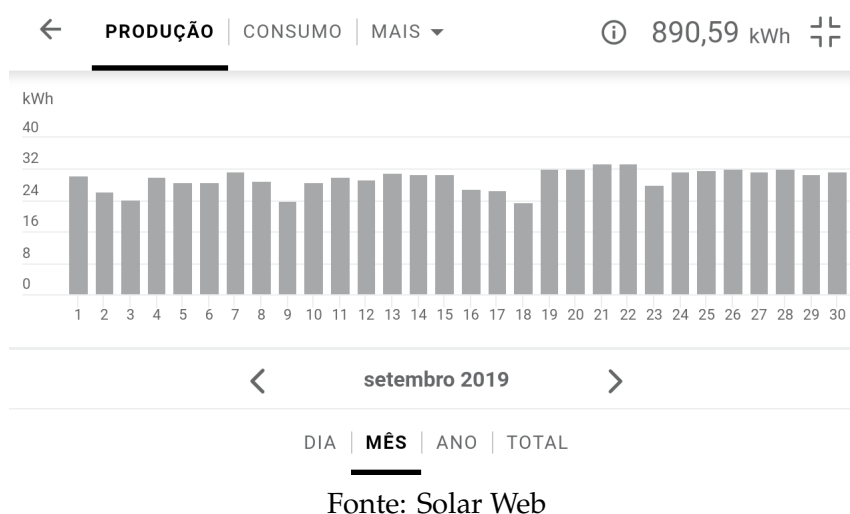 PRODUÇÃO CONSUMO MAIS 890,59 kWh
kWh
40
32
24
16
8
0
1 2 3 4 5 6 7 8 9 10 11 12 13 14 15 16 17 18 19 20 21 22 23 24 25 26 27 28 29 30
setembro 2019
DIA MÊS ANO TOTAL
Fonte: Solar Web